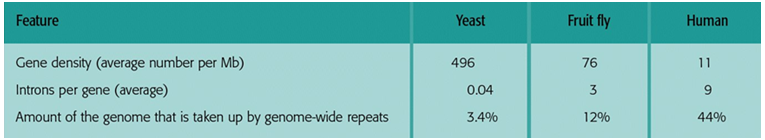 Feature Yeast Fruit fly Human
Gene density (average number per Mb) 496 76 11
Introns per gene (average) 0.04 3 9
Amount of the genome that is taken up by genome-wide repeats 3.4% 12% 44%